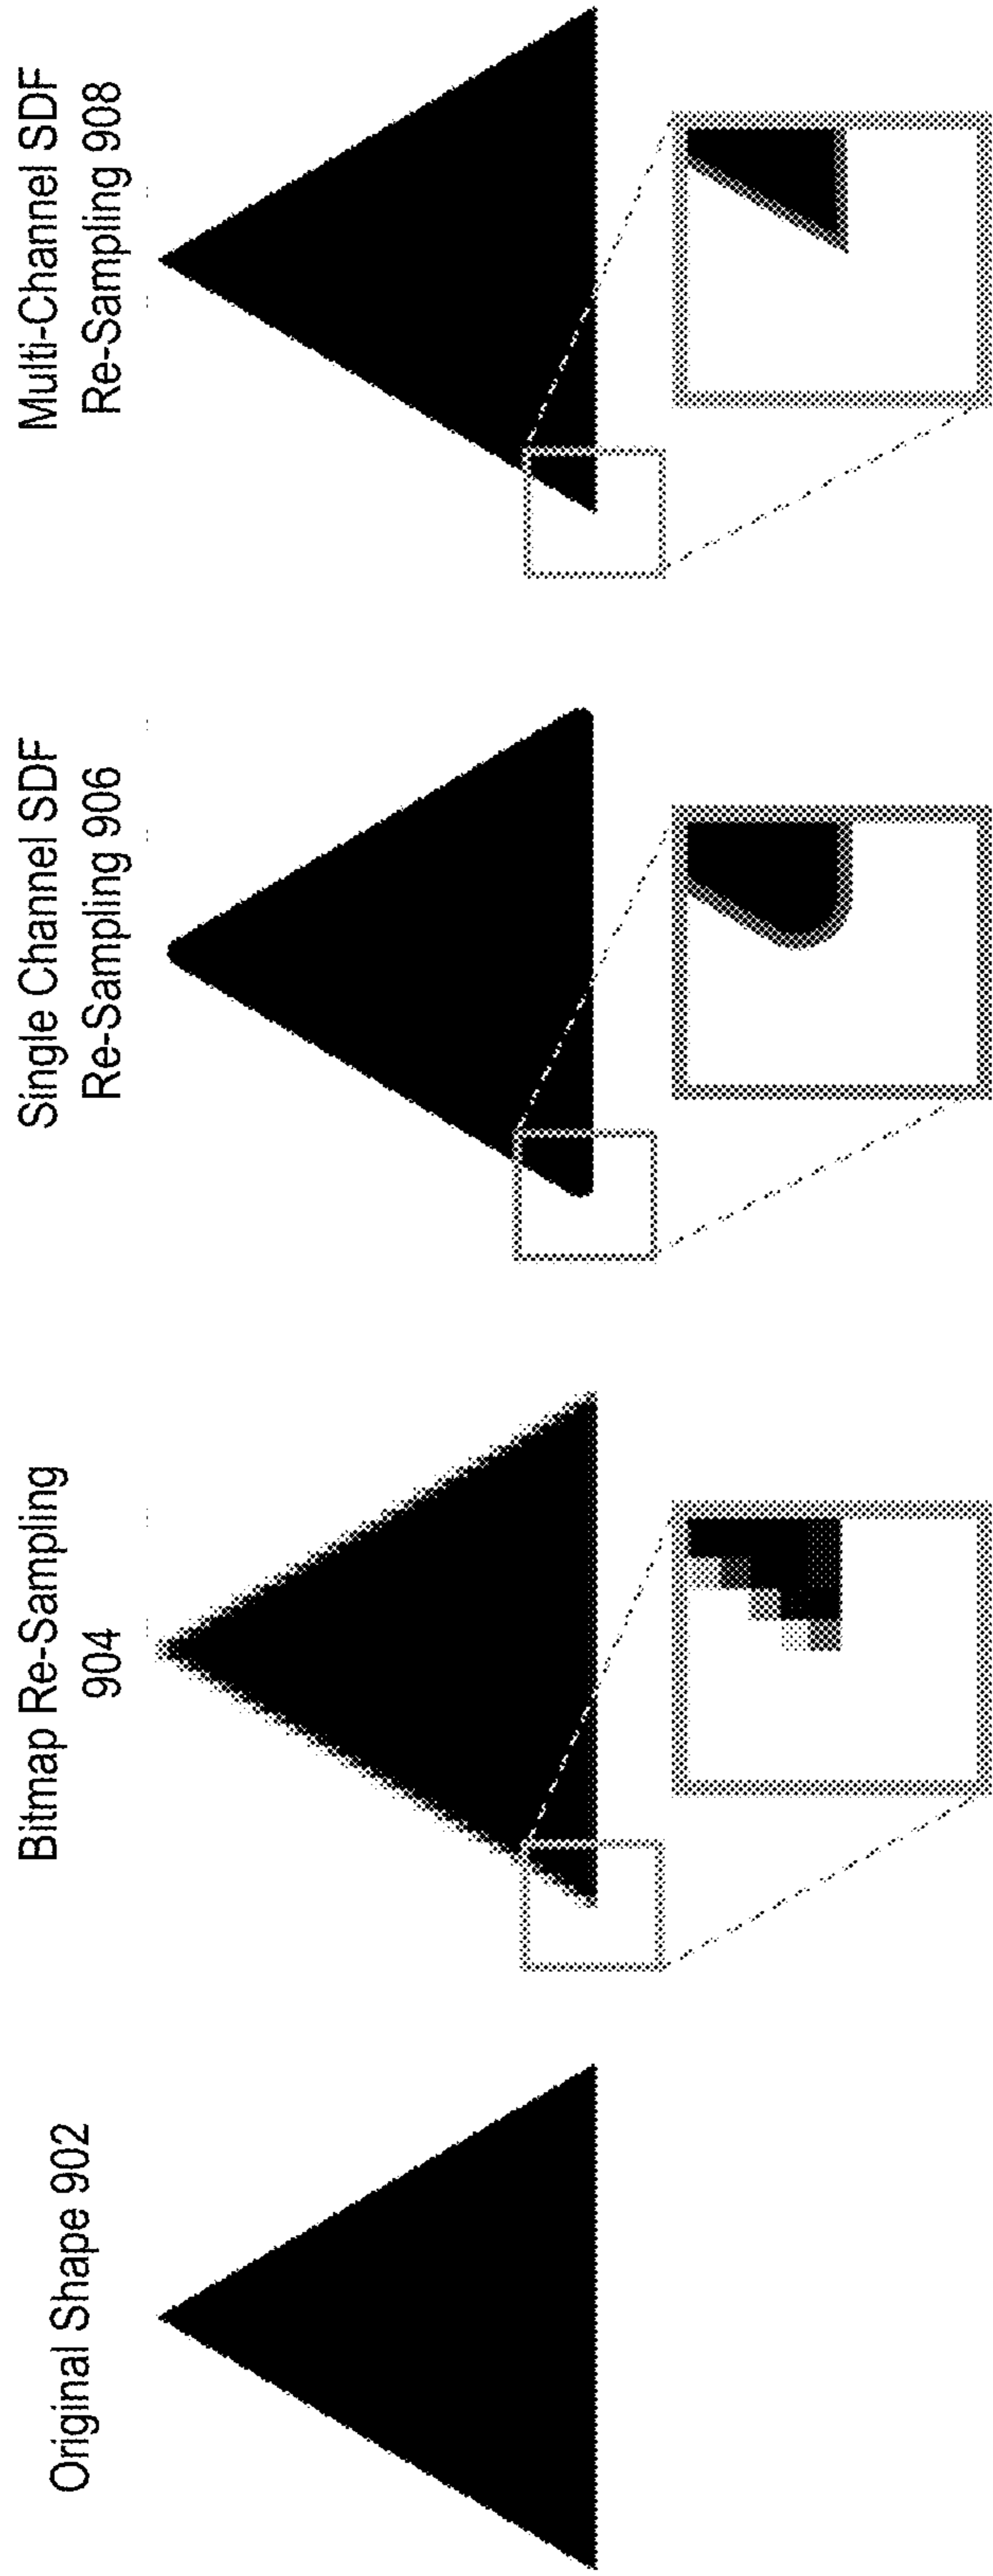 Original Shape 902
Bitmap Re-Sampling
904
Single Channel SDF
Re-Sampling 906
Multi-Channel SDF
Re-Sampling 908